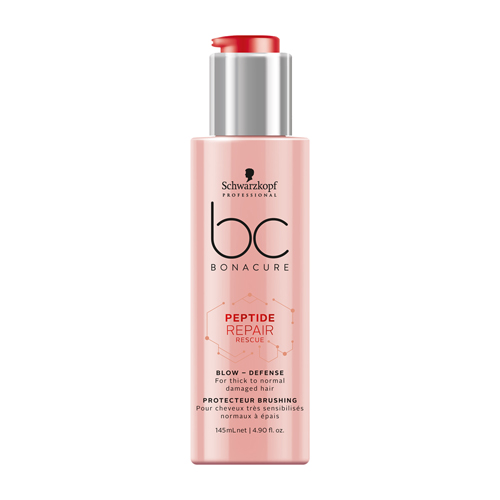 Schwarzkopf
PROFESSIONAL
bc
BONACURE
PEPTIDE
REPAIR
RESCUE
BLOW – DEFENSE
For thick to normal
damaged hair
PROTECTEUR BRUSHING
Pour cheveux très sensibilisés
normaux à épais
145mLnet | 4.90 fl. oz.